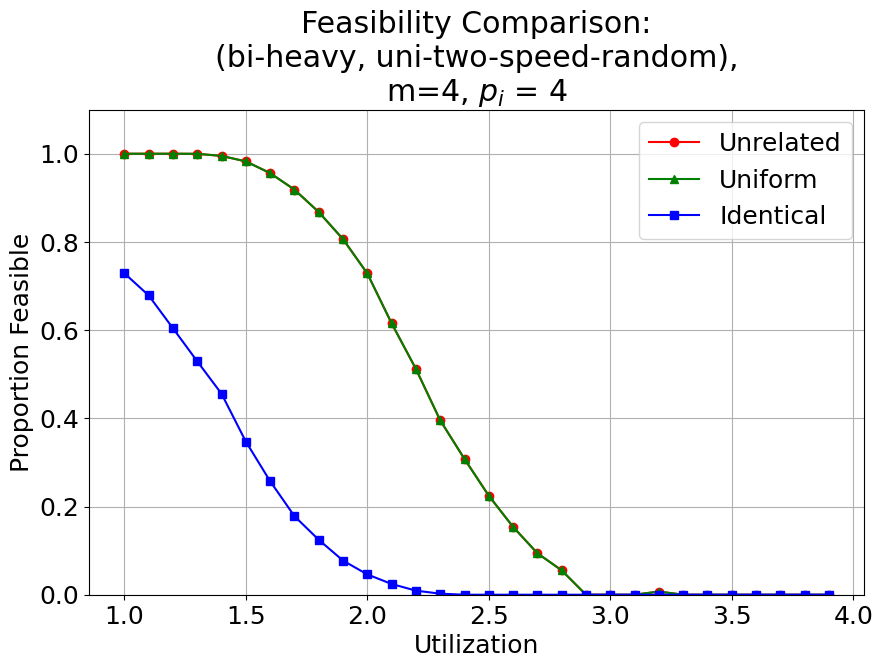 Feasibility Comparison:
(bi-heavy, uni-two-speed-random),
m=4, $p_i$ = 4
Unrelated
Uniform
Identical
Proportion Feasible
1.0
0.8
0.6
0.4
0.2
0.0
1.0 1.5 2.0 2.5 3.0 3.5 4.0
Utilization